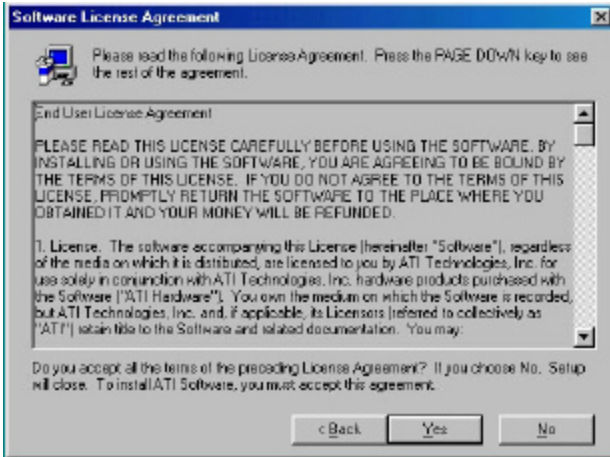 Software License Agreement
Please read the following License Agreement. Press the PAGE DOWN key to see
the rest of the agreement.
End User License Agreement
PLEASE READ THIS LICENSE CAREFULLY BEFORE USING THE SOFTWARE. BY
INSTALLING OR USING THE SOFTWARE, YOU ARE AGREEING TO BE BOUND BY
THE TERMS OF THIS LICENSE. IF YOU DO NOT AGREE TO THE TERMS OF THIS
LICENSE, PROMPTLY RETURN THE SOFTWARE TO THE PLACE WHERE YOU
OBTAINED IT AND YOUR MONEY WILL BE REFUNDED.
1. License. The software accompanying this License (hereinafter "Software"), regardless
of the media on which it is distributed, are licensed to you by ATI Technologies, Inc. for
use solely in conjunction with ATI Technologies, Inc. hardware products purchased with
the Software ("ATI Hardware"). You own the medium on which the Software is recorded,
but ATI Technologies, Inc. and, if applicable, its Licensors (referred to collectively as
"ATI") retain title to the Software and related documentation. You may:
Do you accept all the terms of the preceding License Agreement? If you choose No, Setup
will close. To install ATI Software, you must accept this agreement.
< Back Yes No